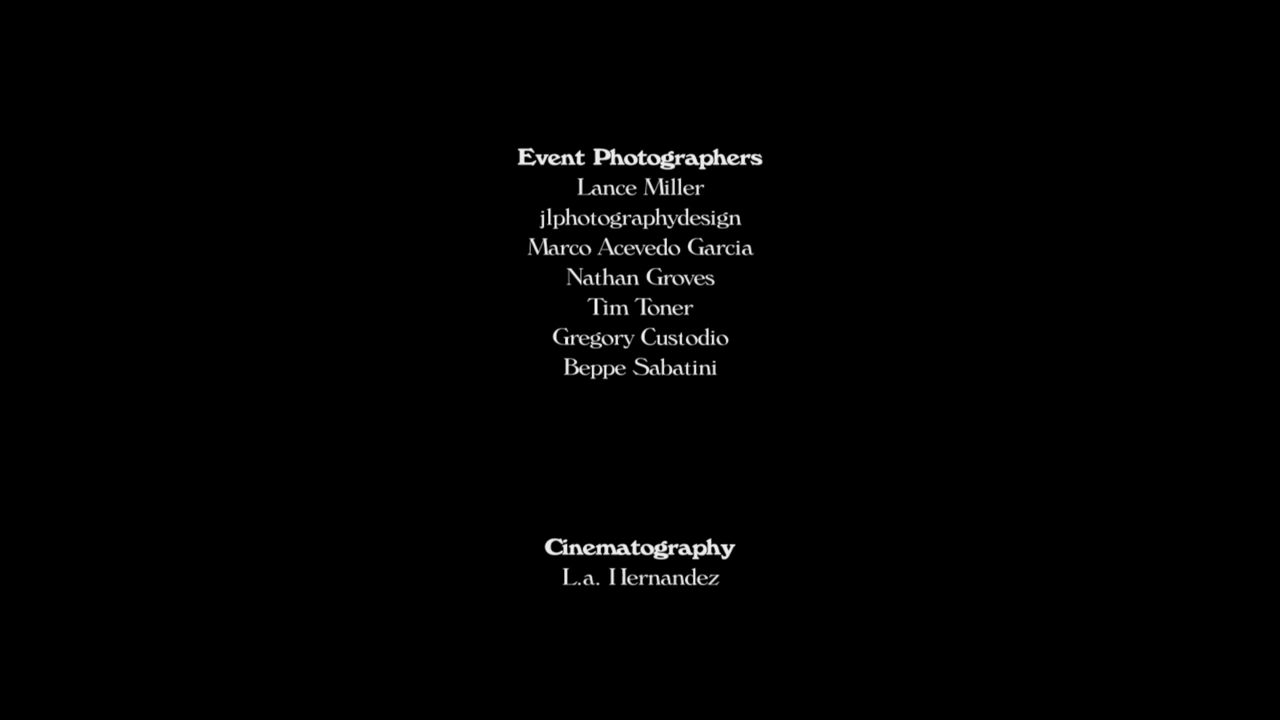 Event Photographers
Lance Miller
jlphotographydesign
Marco Acevedo Garcia
Nathan Groves
Tim Toner
Gregory Custodio
Beppe Sabatini
Cinematography
L.a. Hernandez